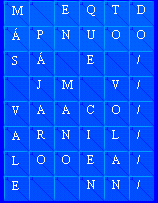 M E Q T D
Á P N U O O
S Á E /
J M V /
V A A C O /
A R N I L /
L O O E A /
E N N /